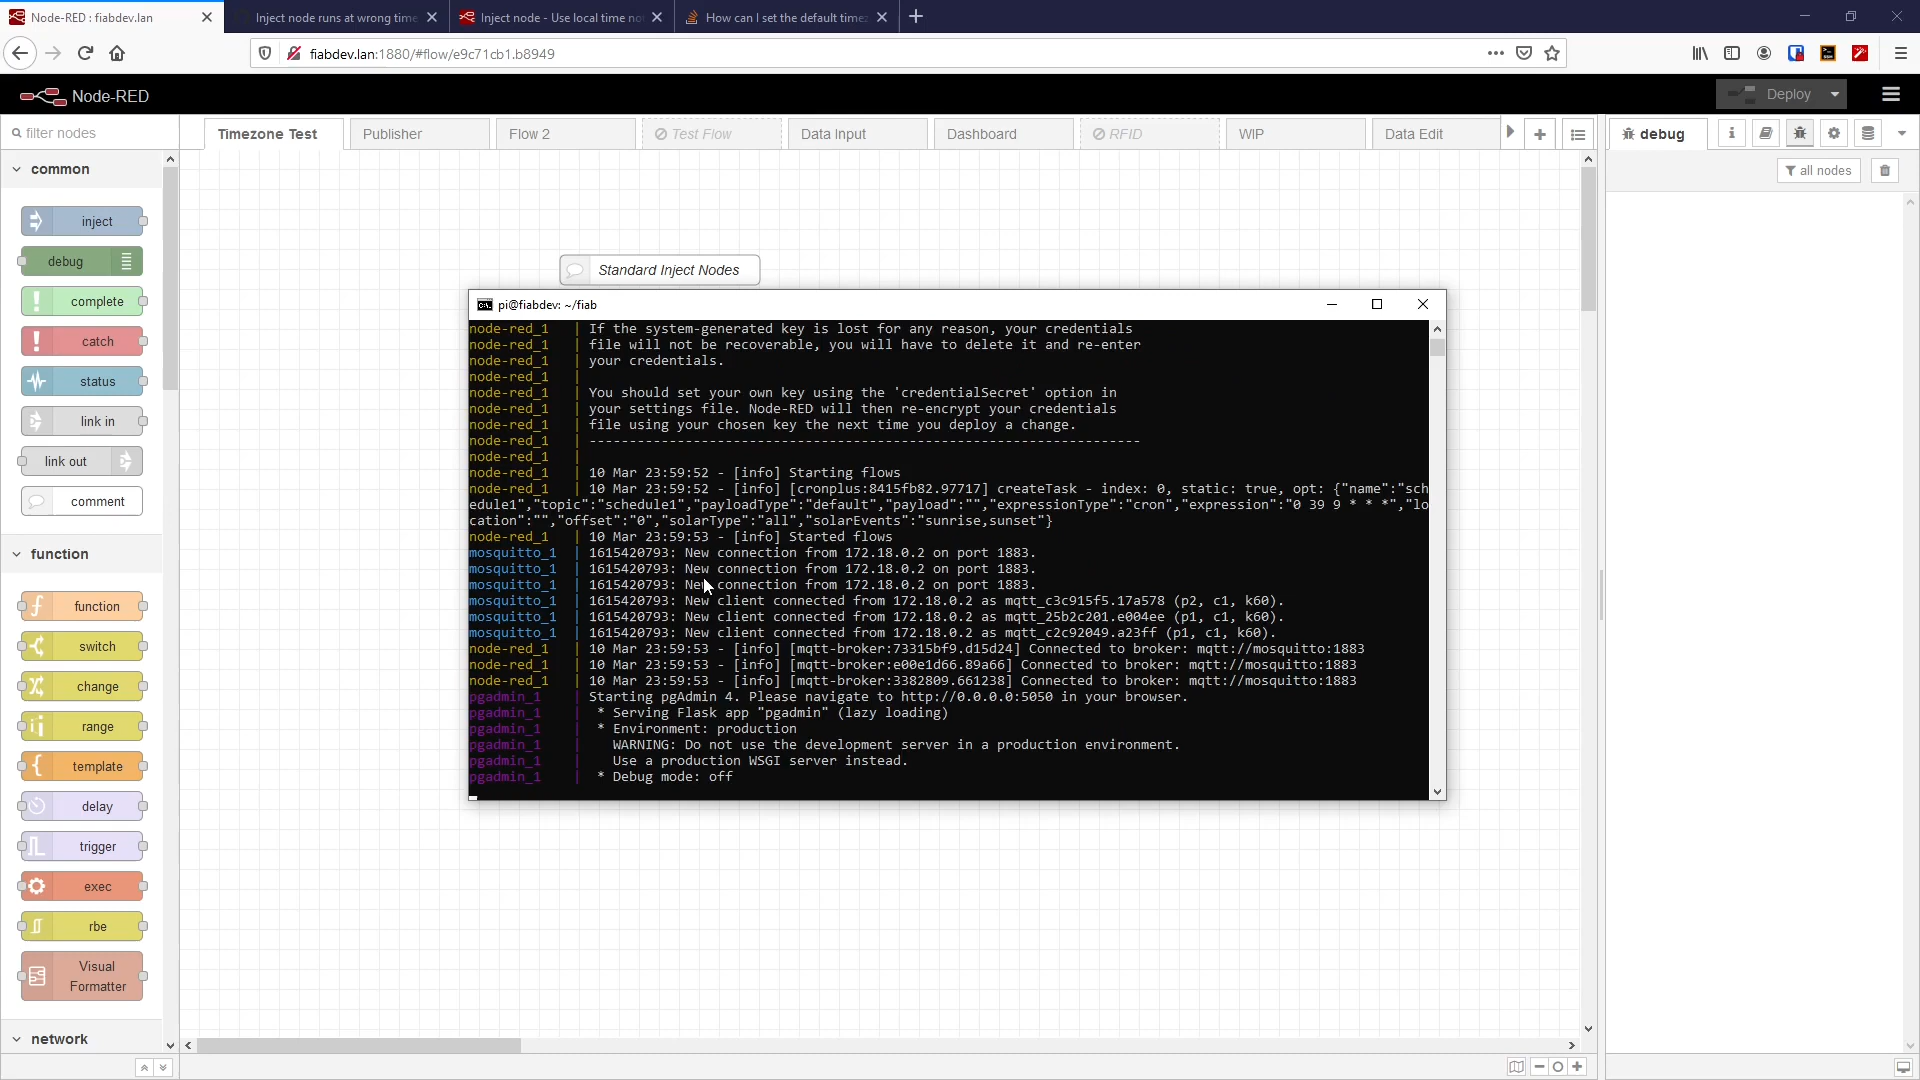 Node-RED : fiabdev.lan
Inject node runs at wrong time
Inject node - Use local time no
How can I set the default time
fiabdev.lan:1880/#flow/e9c71cb1.b8949
Node-RED
Deploy
filter nodes
Timezone Test
Publisher
Flow 2
Test Flow
Data Input
Dashboard
RFID
WIP
Data Edit
debug
all nodes
common
inject
debug
complete
catch
status
link in
link out
comment
function
function
switch
change
range
template
delay
trigger
exec
rbe
Visual
Formatter
network
Standard Inject Nodes
pi@fiabdev: ~/fiab
node-red_1 | If the system-generated key is lost for any reason, your credentials
node-red_1 | file will not be recoverable, you will have to delete it and re-enter
node-red_1 | your credentials.
node-red_1 |
node-red_1 | You should set your own key using the 'credentialSecret' option in
node-red_1 | your settings file. Node-RED will then re-encrypt your credentials
node-red_1 | file using your chosen key the next time you deploy a change.
node-red_1 | ---------------------------------------------------------------------
node-red_1 |
node-red_1 | 10 Mar 23:59:52 - [info] Starting flows
node-red_1 | 10 Mar 23:59:52 - [info] [cronplus:8415fb82.97717] createTask - index: 0, static: true, opt: {"name":"sch
edule1","topic":"schedule1","payloadType":"default","payload":"","expressionType":"cron","expression":"0 39 9 * * *","lo
cation":"","offset":"0","solarType":"all","solarEvents":"sunrise,sunset"}
node-red_1 | 10 Mar 23:59:53 - [info] Started flows
mosquitto_1 | 1615420793: New connection from 172.18.0.2 on port 1883.
mosquitto_1 | 1615420793: New connection from 172.18.0.2 on port 1883.
mosquitto_1 | 1615420793: New connection from 172.18.0.2 on port 1883.
mosquitto_1 | 1615420793: New client connected from 172.18.0.2 as mqtt_c3c915f5.17a578 (p2, c1, k60).
mosquitto_1 | 1615420793: New client connected from 172.18.0.2 as mqtt_25b2c201.e004ee (p1, c1, k60).
mosquitto_1 | 1615420793: New client connected from 172.18.0.2 as mqtt_c2c92049.a23ff (p1, c1, k60).
node-red_1 | 10 Mar 23:59:53 - [info] [mqtt-broker:73315bf9.d15d24] Connected to broker: mqtt://mosquitto:1883
node-red_1 | 10 Mar 23:59:53 - [info] [mqtt-broker:e00e1d66.89a66] Connected to broker: mqtt://mosquitto:1883
node-red_1 | 10 Mar 23:59:53 - [info] [mqtt-broker:3382809.661238] Connected to broker: mqtt://mosquitto:1883
pgadmin_1 | Starting pgAdmin 4. Please navigate to http://0.0.0.0:5050 in your browser.
pgadmin_1 | * Serving Flask app "pgadmin" (lazy loading)
pgadmin_1 | * Environment: production
pgadmin_1 | WARNING: Do not use the development server in a production environment.
pgadmin_1 | Use a production WSGI server instead.
pgadmin_1 | * Debug mode: off